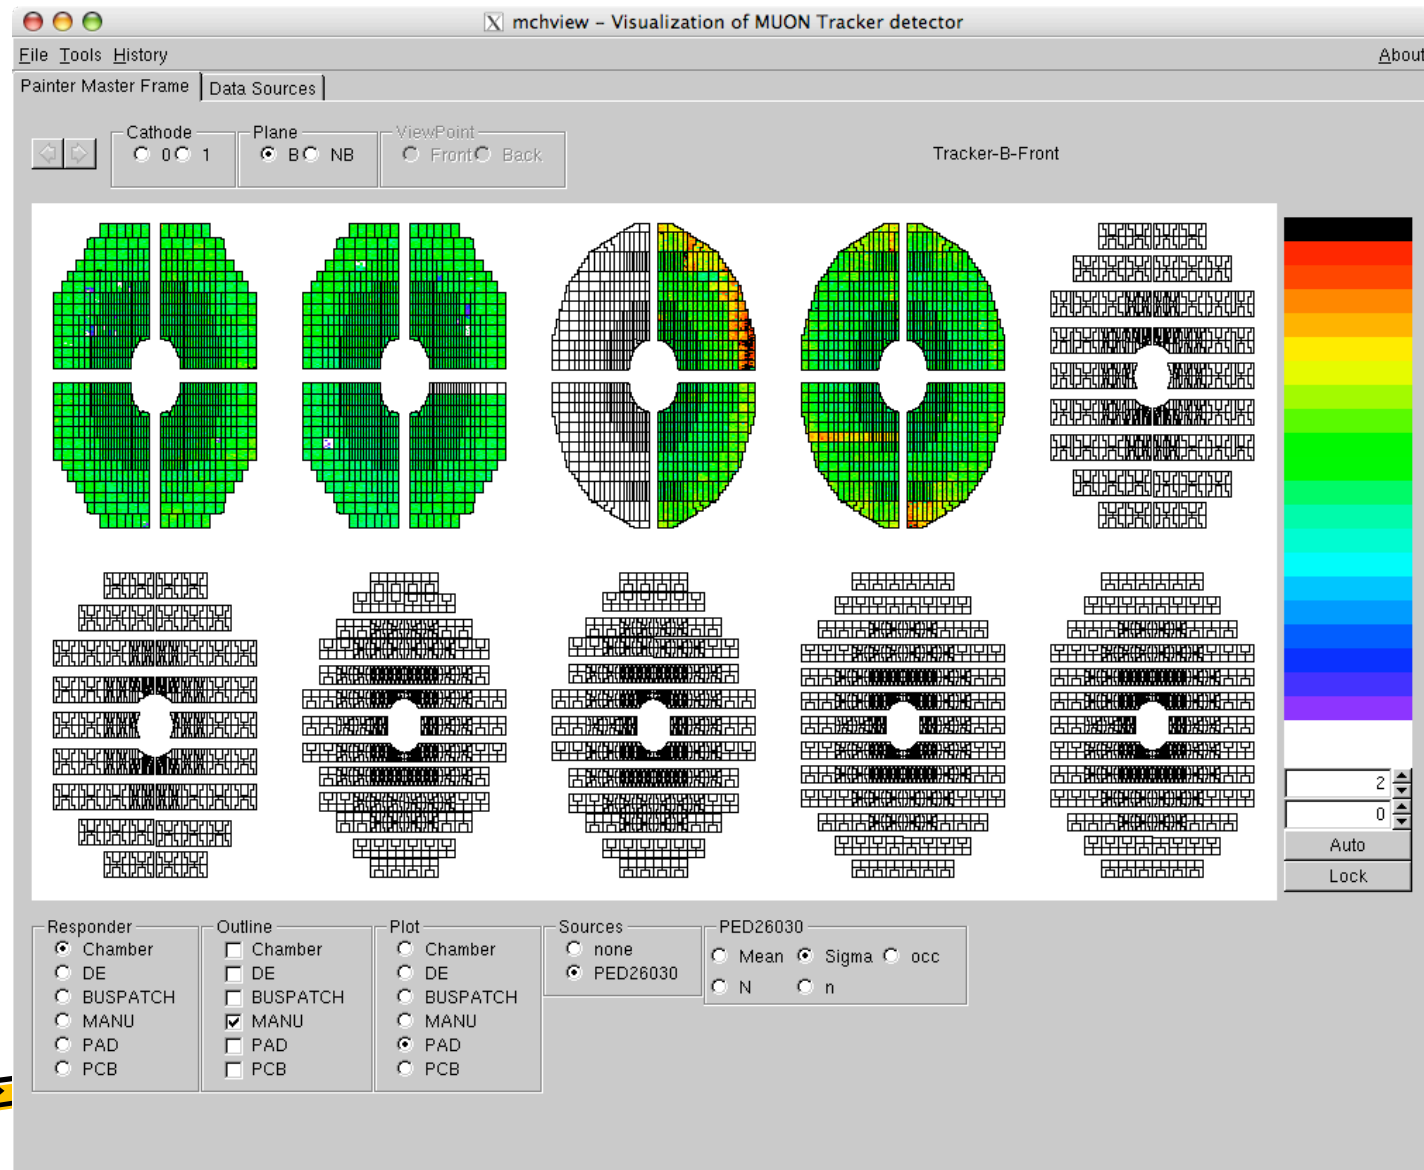 mchview – Visualization of MUON Tracker detector
File Tools History About
Painter Master Frame Data Sources
Cathode Plane ViewPoint
0 1 B NB Front Back
Tracker-B-Front
2
0
Auto
Lock
Responder Outline Plot Sources PED26030
Chamber Chamber Chamber none Mean Sigma occ
DE DE DE PED26030
BUSPATCH BUSPATCH BUSPATCH N n
MANU MANU MANU
PAD PAD PAD
PCB PCB PCB